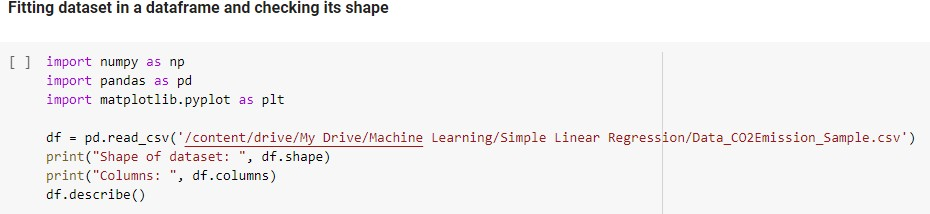 Fitting dataset in a dataframe and checking its shape
[ ] import numpy as np
import pandas as pd
import matplotlib.pyplot as plt
df = pd.read_csv('/content/drive/My Drive/Machine Learning/Simple Linear Regression/Data_CO2Emission_Sample.csv')
print("Shape of dataset: ", df.shape)
print("Columns: ", df.columns)
df.describe()